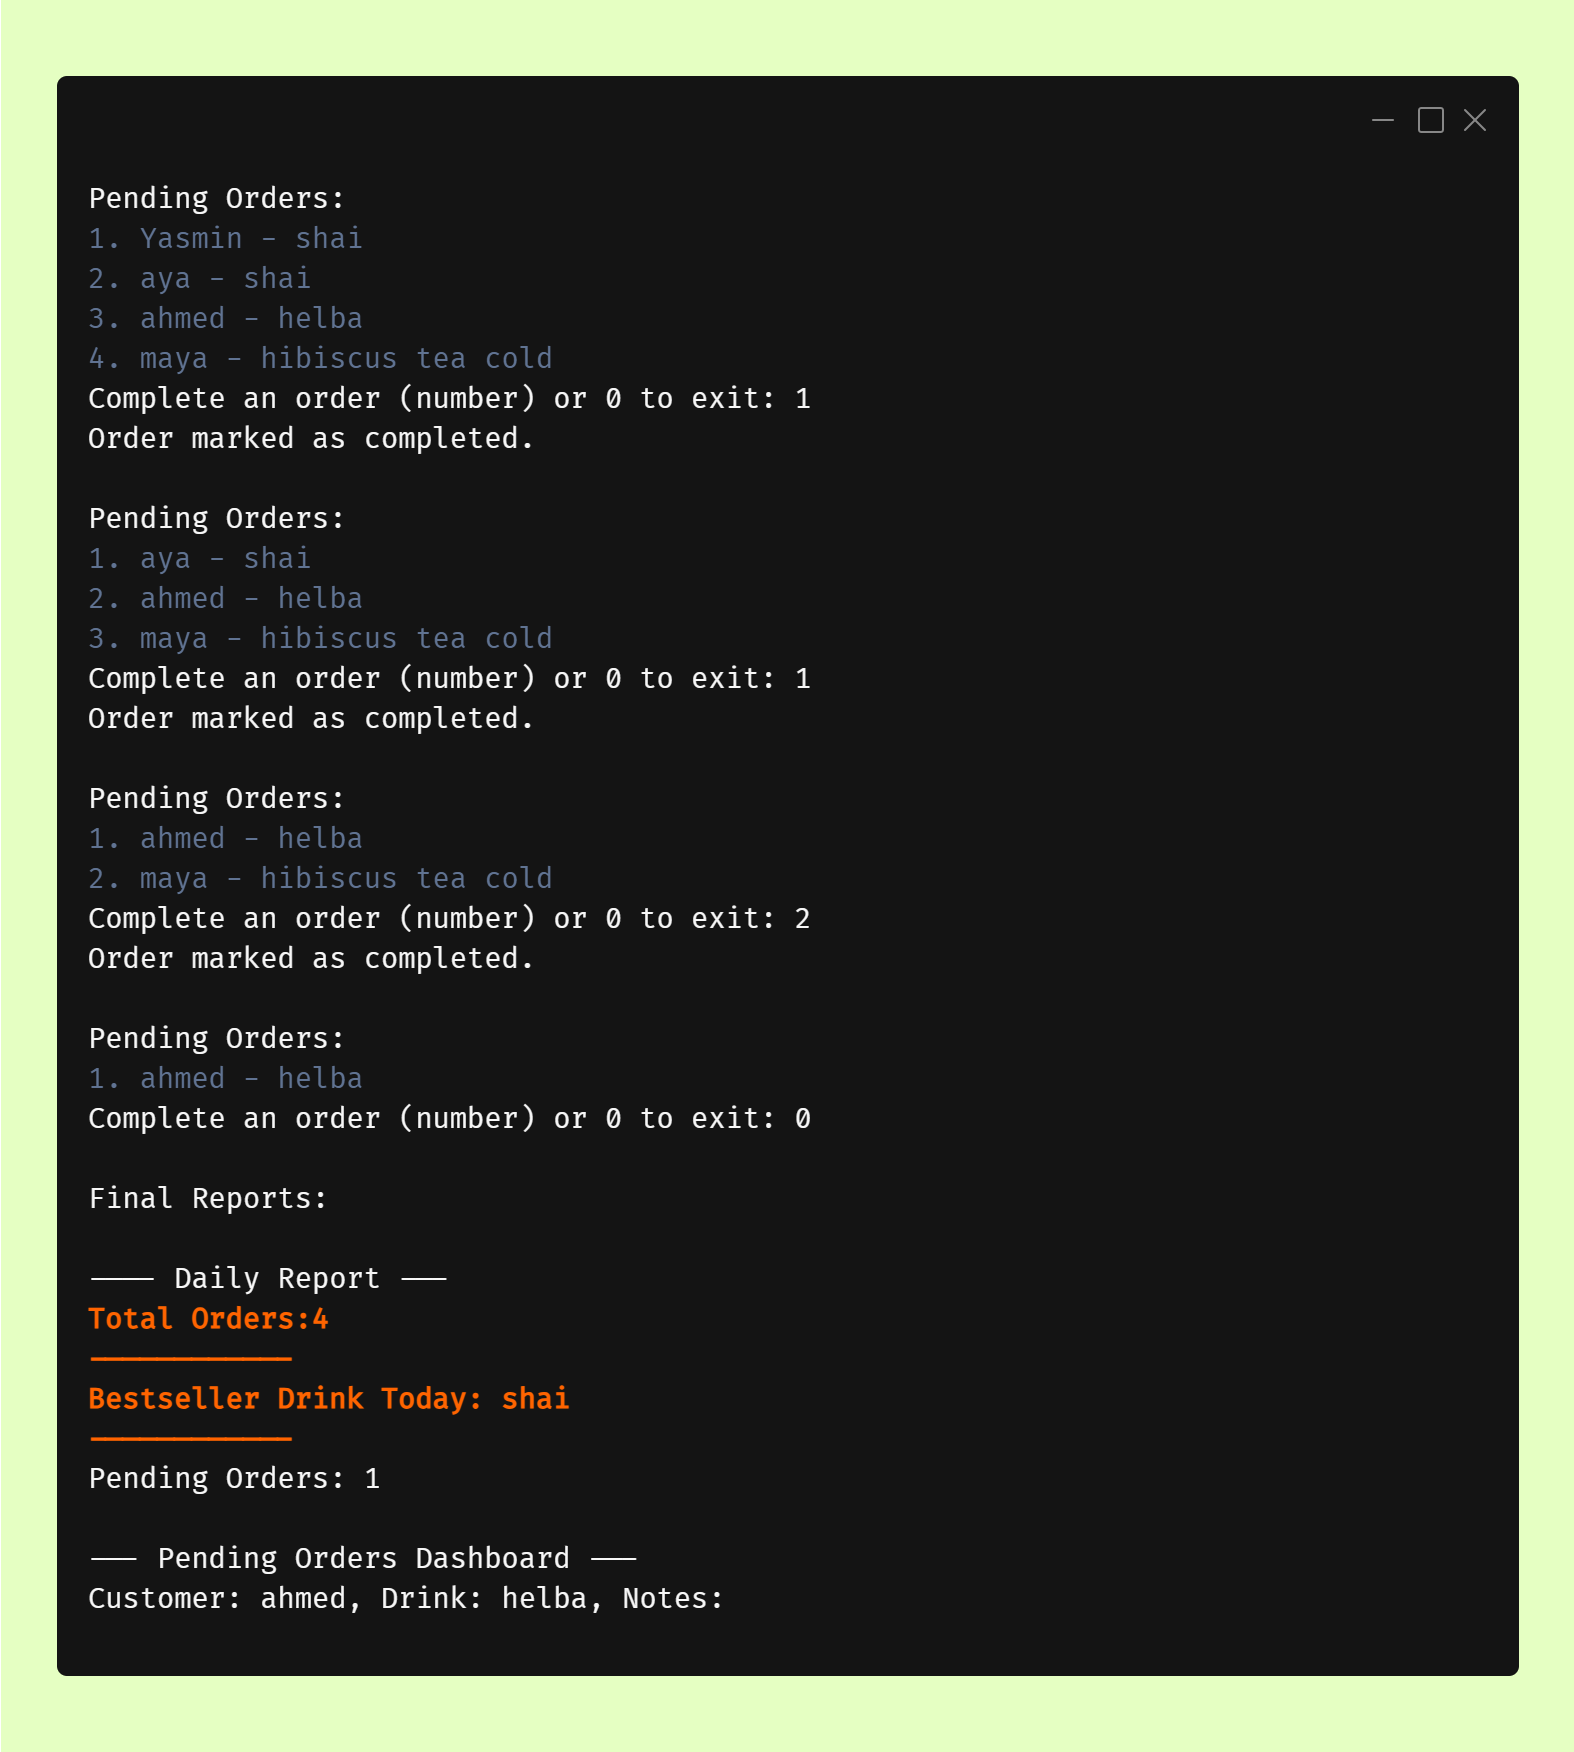 Pending Orders:
1. Yasmin - shai
2. aya - shai
3. ahmed - helba
4. maya - hibiscus tea cold
Complete an order (number) or 0 to exit: 1
Order marked as completed.
Pending Orders:
1. aya - shai
2. ahmed - helba
3. maya - hibiscus tea cold
Complete an order (number) or 0 to exit: 1
Order marked as completed.
Pending Orders:
1. ahmed - helba
2. maya - hibiscus tea cold
Complete an order (number) or 0 to exit: 2
Order marked as completed.
Pending Orders:
1. ahmed - helba
Complete an order (number) or 0 to exit: 0
Final Reports:
---- Daily Report ---
Total Orders:4
------------
Bestseller Drink Today: shai
------------
Pending Orders: 1
--- Pending Orders Dashboard ---
Customer: ahmed, Drink: helba, Notes: